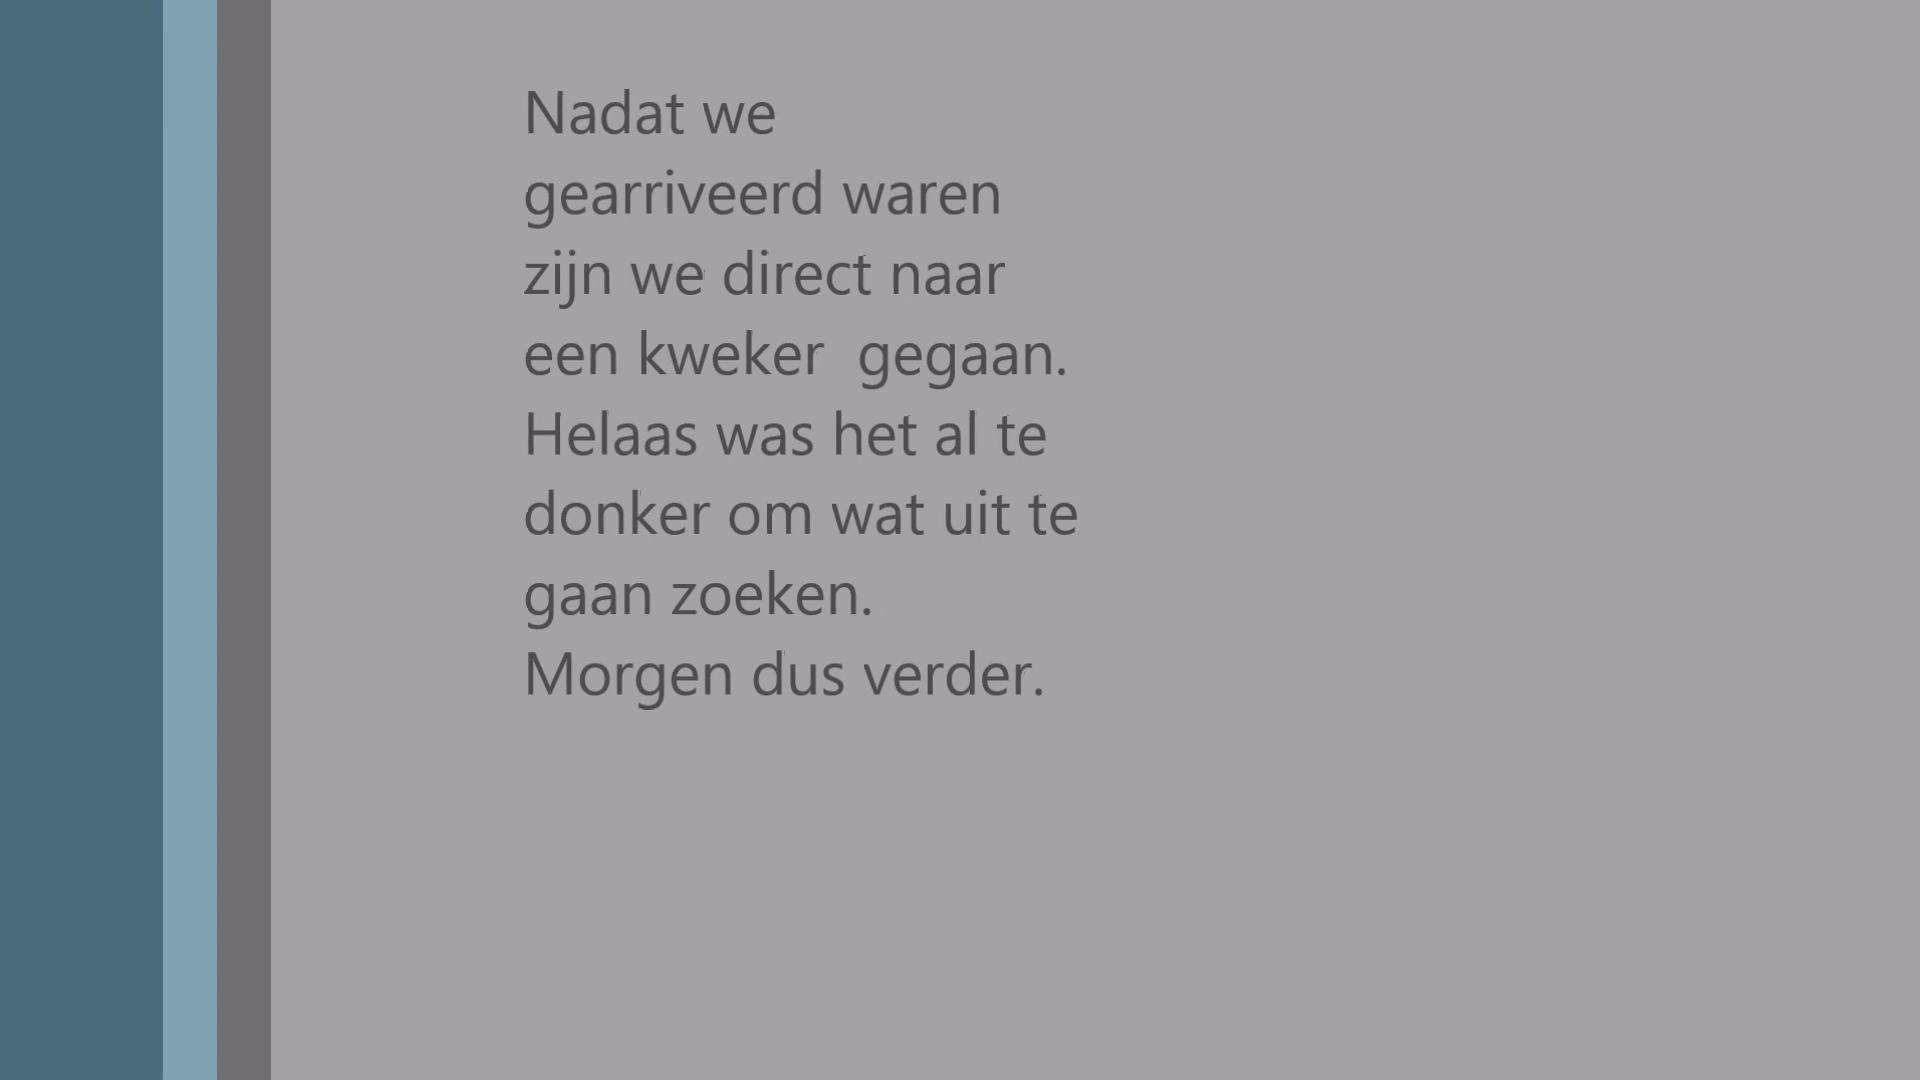 Nadat we
gearriveerd waren
zijn we direct naar
een kweker  gegaan.
Helaas was het al te
donker om wat uit te
gaan zoeken.
Morgen dus verder.